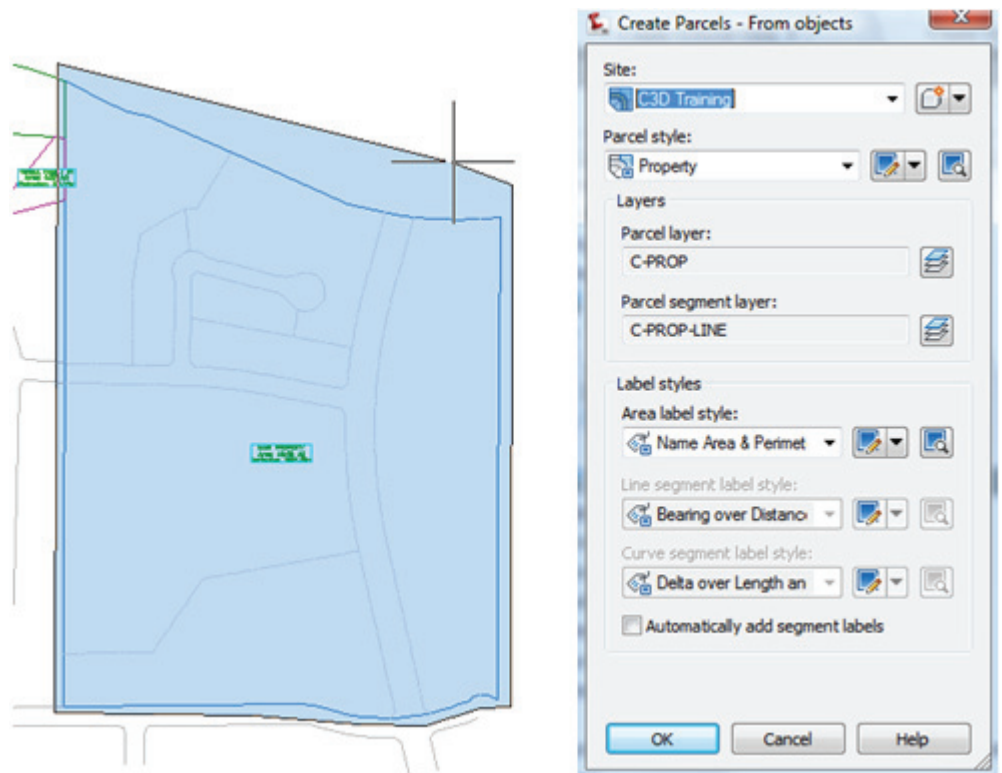 Create Parcels - From objects
Site:
C3D Training
Parcel style:
Property
Layers
Parcel layer:
C-PROP
Parcel segment layer:
C-PROP-LINE
Label styles
Area label style:
Name Area & Perimet
Line segment label style:
Bearing over Distanc
Curve segment label style:
Delta over Length an
Automatically add segment labels
OK
Cancel
Help